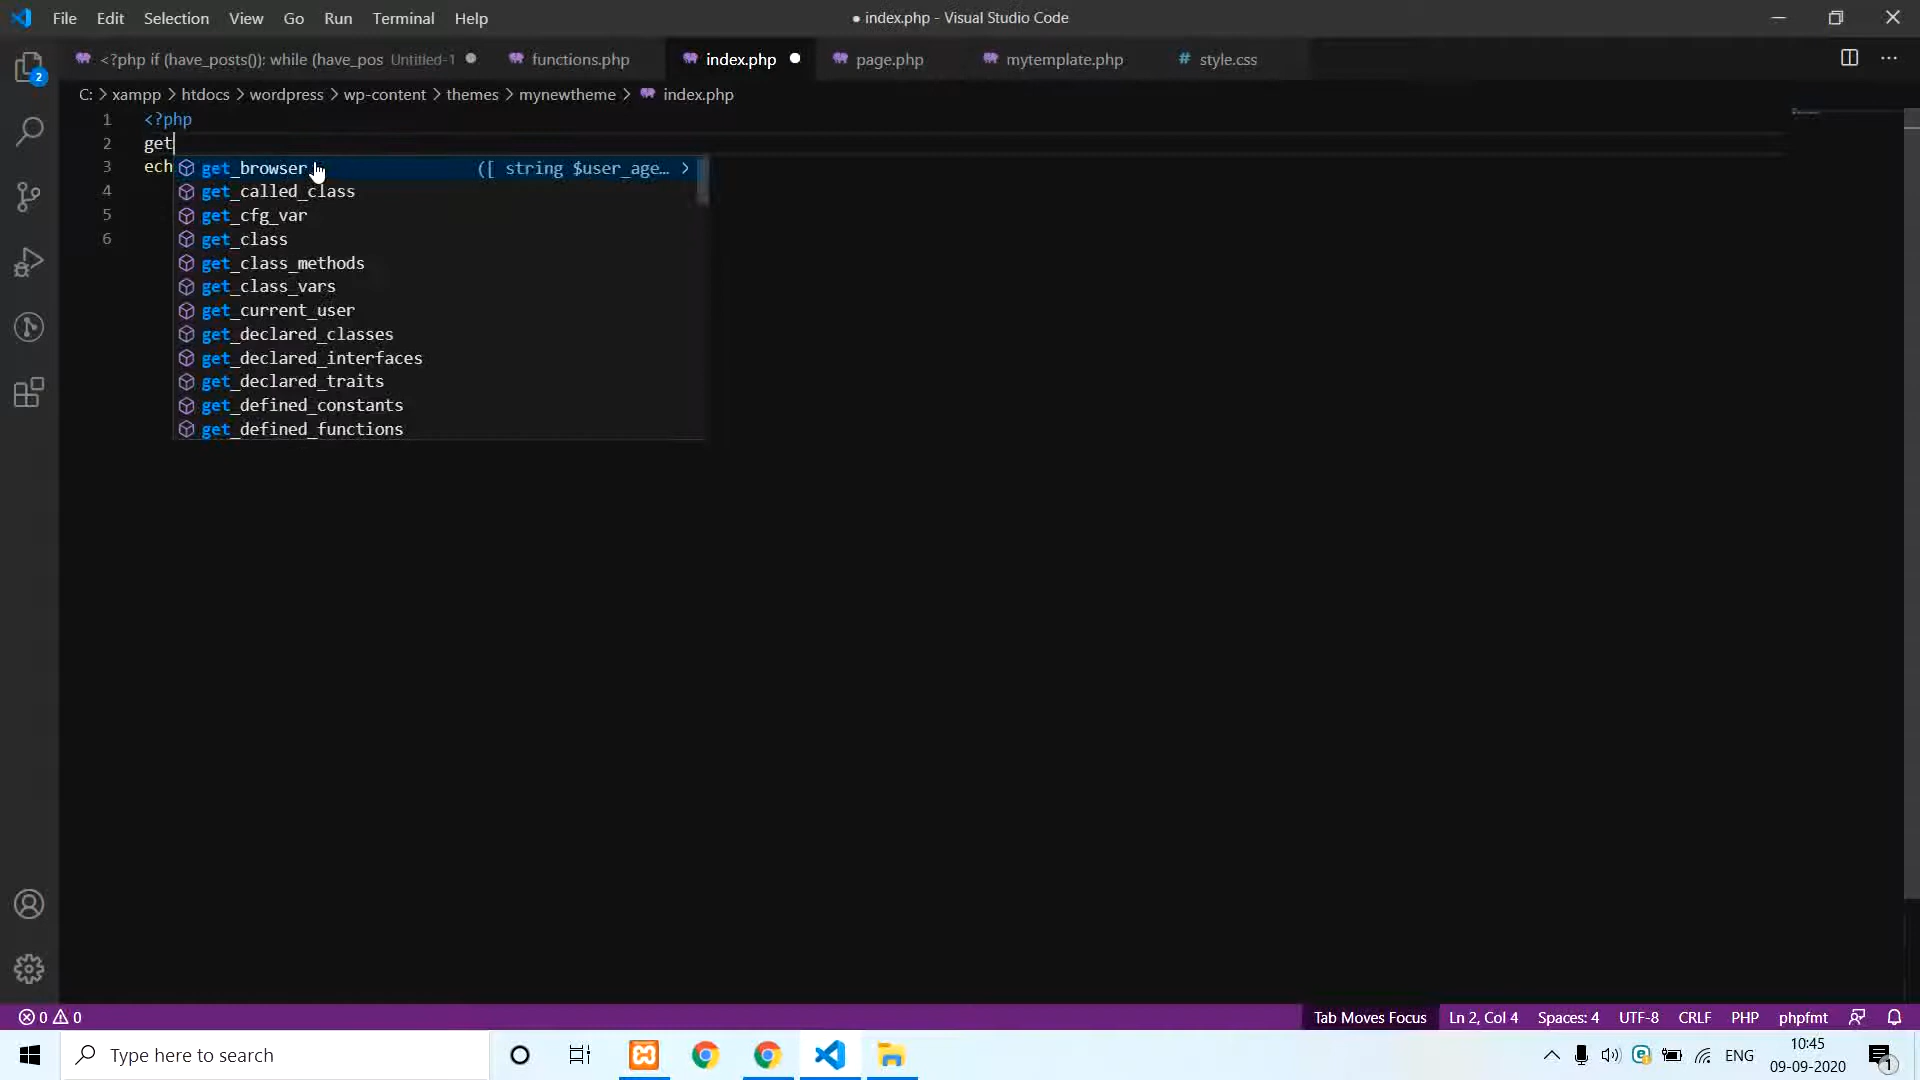 File Edit Selection View Go Run Terminal Help
● index.php - Visual Studio Code
2
<?php if (have_posts()): while (have_pos Untitled-1 ●
functions.php
index.php ●
page.php
mytemplate.php
# style.css
C: > xampp > htdocs > wordpress > wp-content > themes > mynewtheme > index.php
1 <?php
2 get
3 ech
4
5
6
get_browser ([ string $user_age… >
get_called_class
get_cfg_var
get_class
get_class_methods
get_class_vars
get_current_user
get_declared_classes
get_declared_interfaces
get_declared_traits
get_defined_constants
get_defined_functions
0 0
Tab Moves Focus Ln 2, Col 4 Spaces: 4 UTF-8 CRLF PHP phpfmt
Type here to search
ENG
10:45
09-09-2020
1